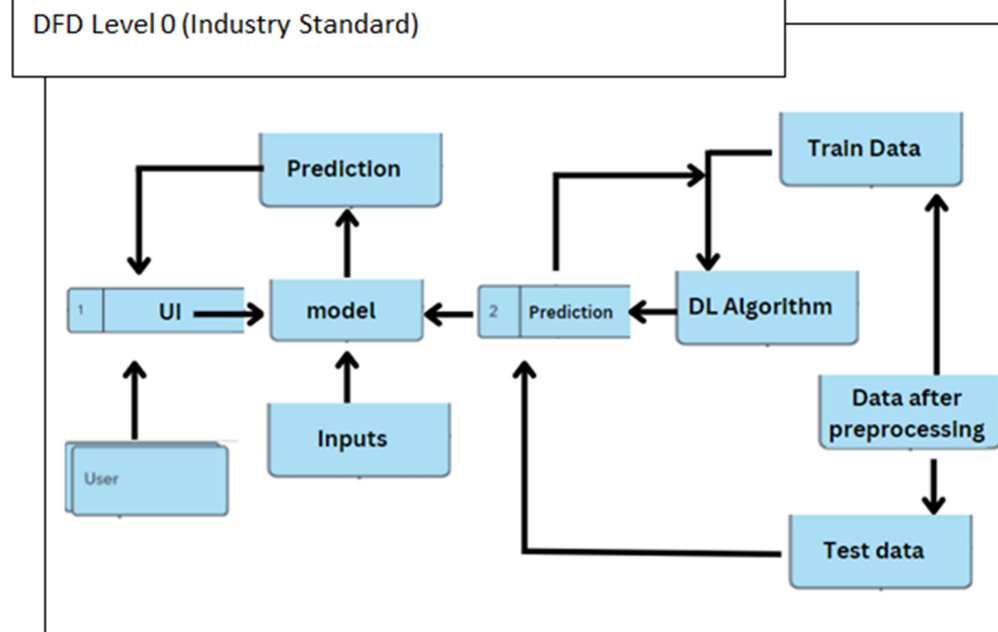 DFD Level 0 (Industry Standard)
Prediction
Train Data
1
UI
model
2
Prediction
DL Algorithm
Data after
preprocessing
Inputs
User
Test data